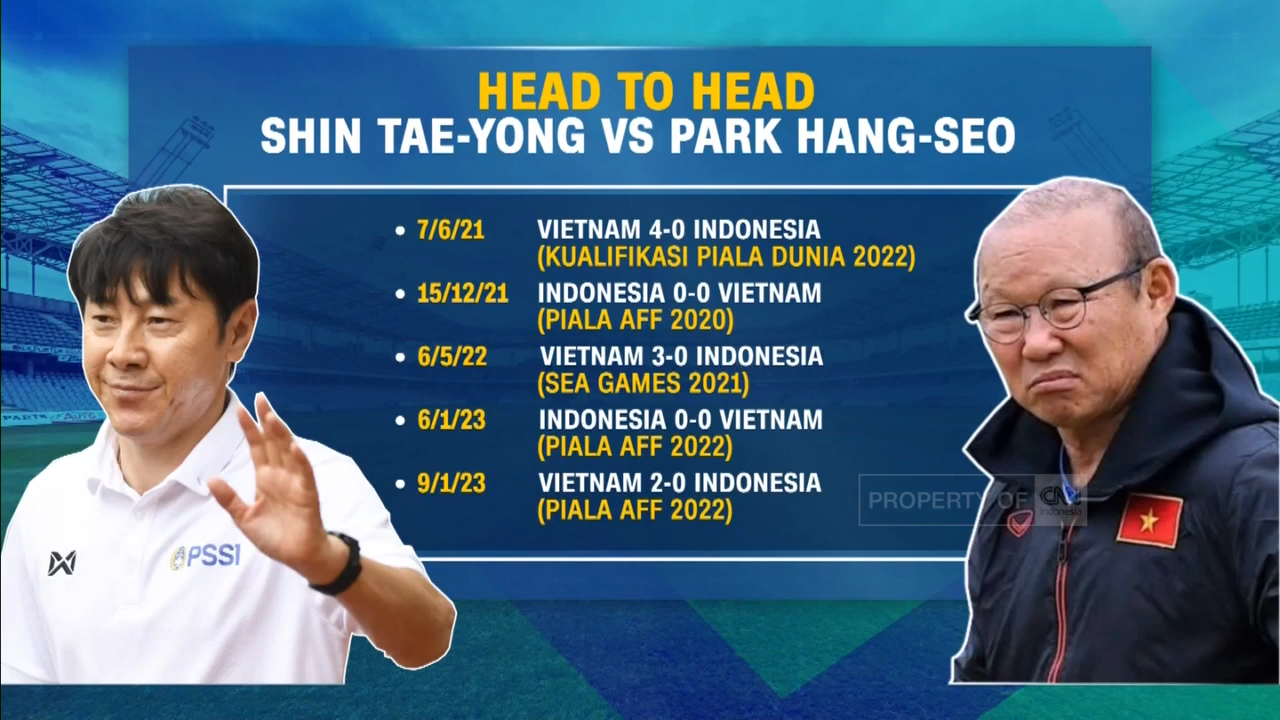 HEAD TO HEAD
SHIN TAE-YONG VS PARK HANG-SEO
• 7/6/21 VIETNAM 4-0 INDONESIA
(KUALIFIKASI PIALA DUNIA 2022)
• 15/12/21 INDONESIA 0-0 VIETNAM
(PIALA AFF 2020)
• 6/5/22 VIETNAM 3-0 INDONESIA
(SEA GAMES 2021)
• 6/1/23 INDONESIA 0-0 VIETNAM
(PIALA AFF 2022)
• 9/1/23 VIETNAM 2-0 INDONESIA
(PIALA AFF 2022)
PROPERTY OF CNN Indonesia
PSSI